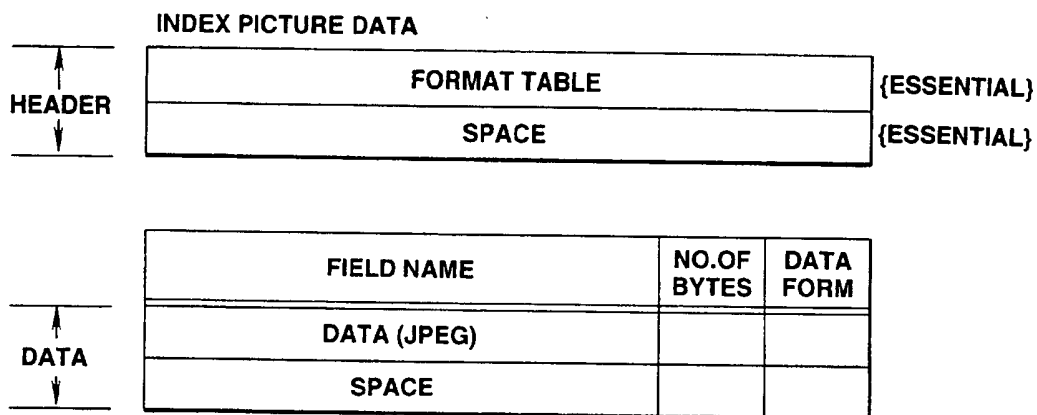 INDEX PICTURE DATA
HEADER
FORMAT TABLE {ESSENTIAL}
SPACE {ESSENTIAL}
FIELD NAME NO.OF BYTES DATA FORM
DATA
DATA (JPEG)
SPACE